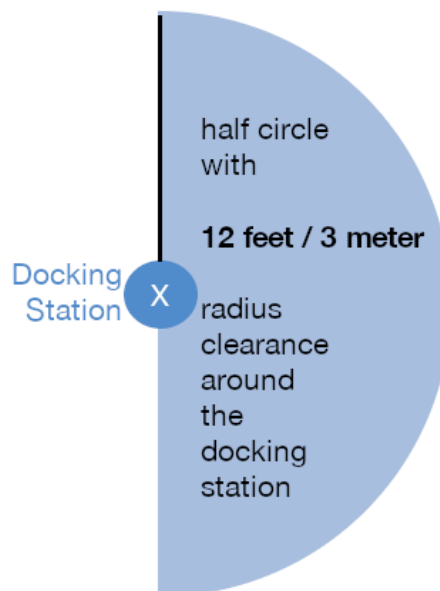 half circle
with
12 feet / 3 meter
Docking
Station
X
radius
clearance
around
the
docking
station